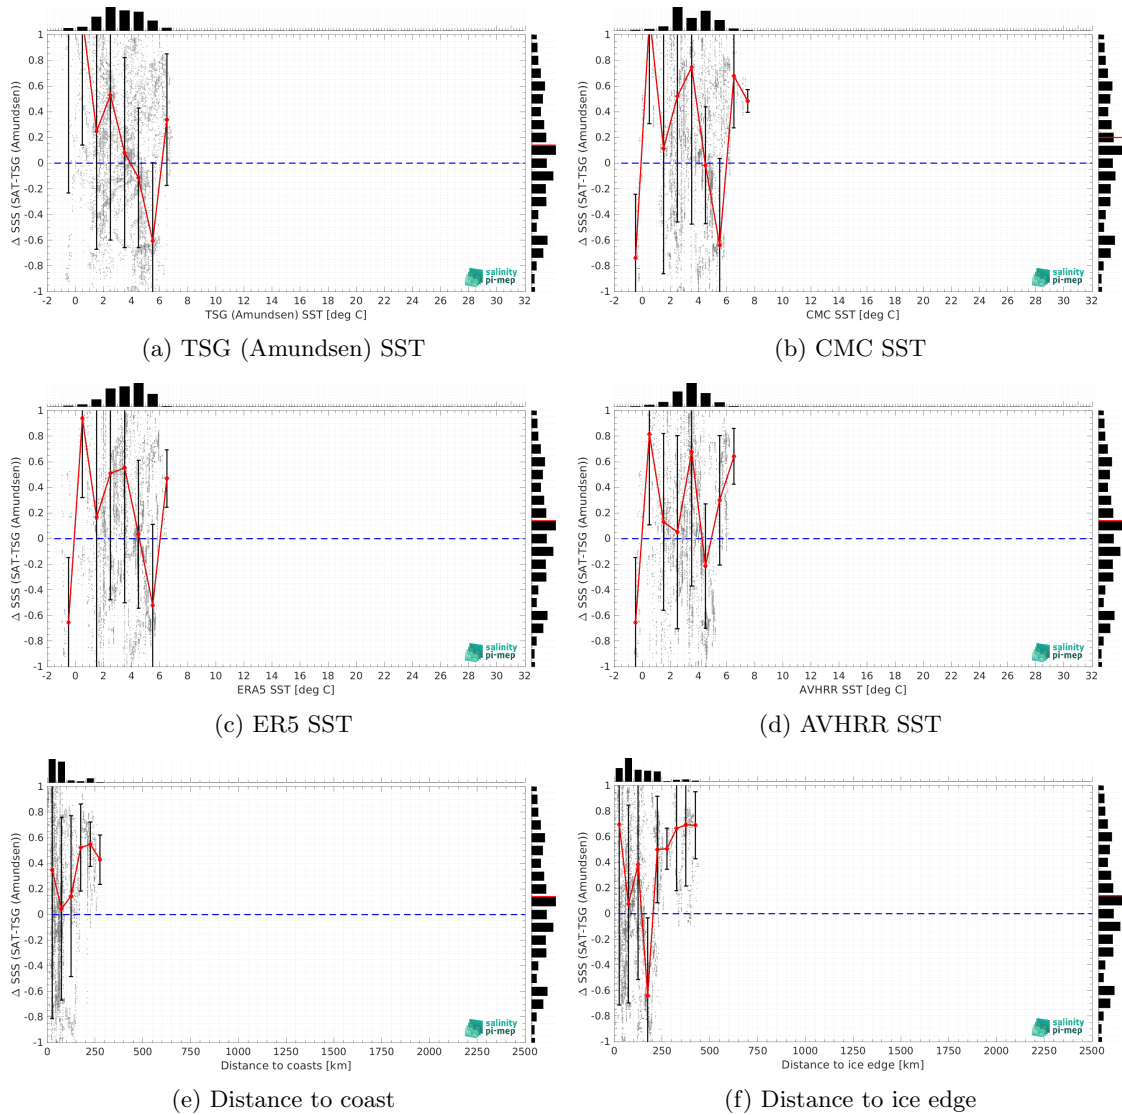 1
0.8
0.6
0.4
0.2
0
-0.2
-0.4
-0.6
-0.8
-1
Δ SSS (SAT-TSG (Amundsen))
salinity
pi-mep
-2 0 2 4 6 8 10 12 14 16 18 20 22 24 26 28 30 32
TSG (Amundsen) SST [deg C]
(a) TSG (Amundsen) SST
1
0.8
0.6
0.4
0.2
0
-0.2
-0.4
-0.6
-0.8
-1
Δ SSS (SAT-TSG (Amundsen))
salinity
pi-mep
-2 0 2 4 6 8 10 12 14 16 18 20 22 24 26 28 30 32
CMC SST [deg C]
(b) CMC SST
1
0.8
0.6
0.4
0.2
0
-0.2
-0.4
-0.6
-0.8
-1
Δ SSS (SAT-TSG (Amundsen))
salinity
pi-mep
-2 0 2 4 6 8 10 12 14 16 18 20 22 24 26 28 30 32
ERA5 SST [deg C]
(c) ER5 SST
1
0.8
0.6
0.4
0.2
0
-0.2
-0.4
-0.6
-0.8
-1
Δ SSS (SAT-TSG (Amundsen))
salinity
pi-mep
-2 0 2 4 6 8 10 12 14 16 18 20 22 24 26 28 30 32
AVHRR SST [deg C]
(d) AVHRR SST
1
0.8
0.6
0.4
0.2
0
-0.2
-0.4
-0.6
-0.8
-1
Δ SSS (SAT-TSG (Amundsen))
salinity
pi-mep
0 250 500 750 1000 1250 1500 1750 2000 2250 2500
Distance to coasts [km]
(e) Distance to coast
1
0.8
0.6
0.4
0.2
0
-0.2
-0.4
-0.6
-0.8
-1
Δ SSS (SAT-TSG (Amundsen))
salinity
pi-mep
0 250 500 750 1000 1250 1500 1750 2000 2250 2500
Distance to ice edge [km]
(f) Distance to ice edge